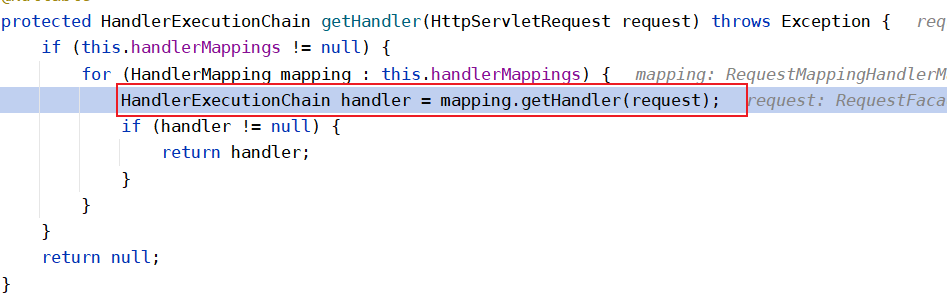 protected HandlerExecutionChain getHandler(HttpServletRequest request) throws Exception {   req
if (this.handlerMappings != null) {
for (HandlerMapping mapping : this.handlerMappings) {   mapping: RequestMappingHandlerM
HandlerExecutionChain handler = mapping.getHandler(request);   request: RequestFaca
if (handler != null) {
return handler;
}
}
}
return null;
}